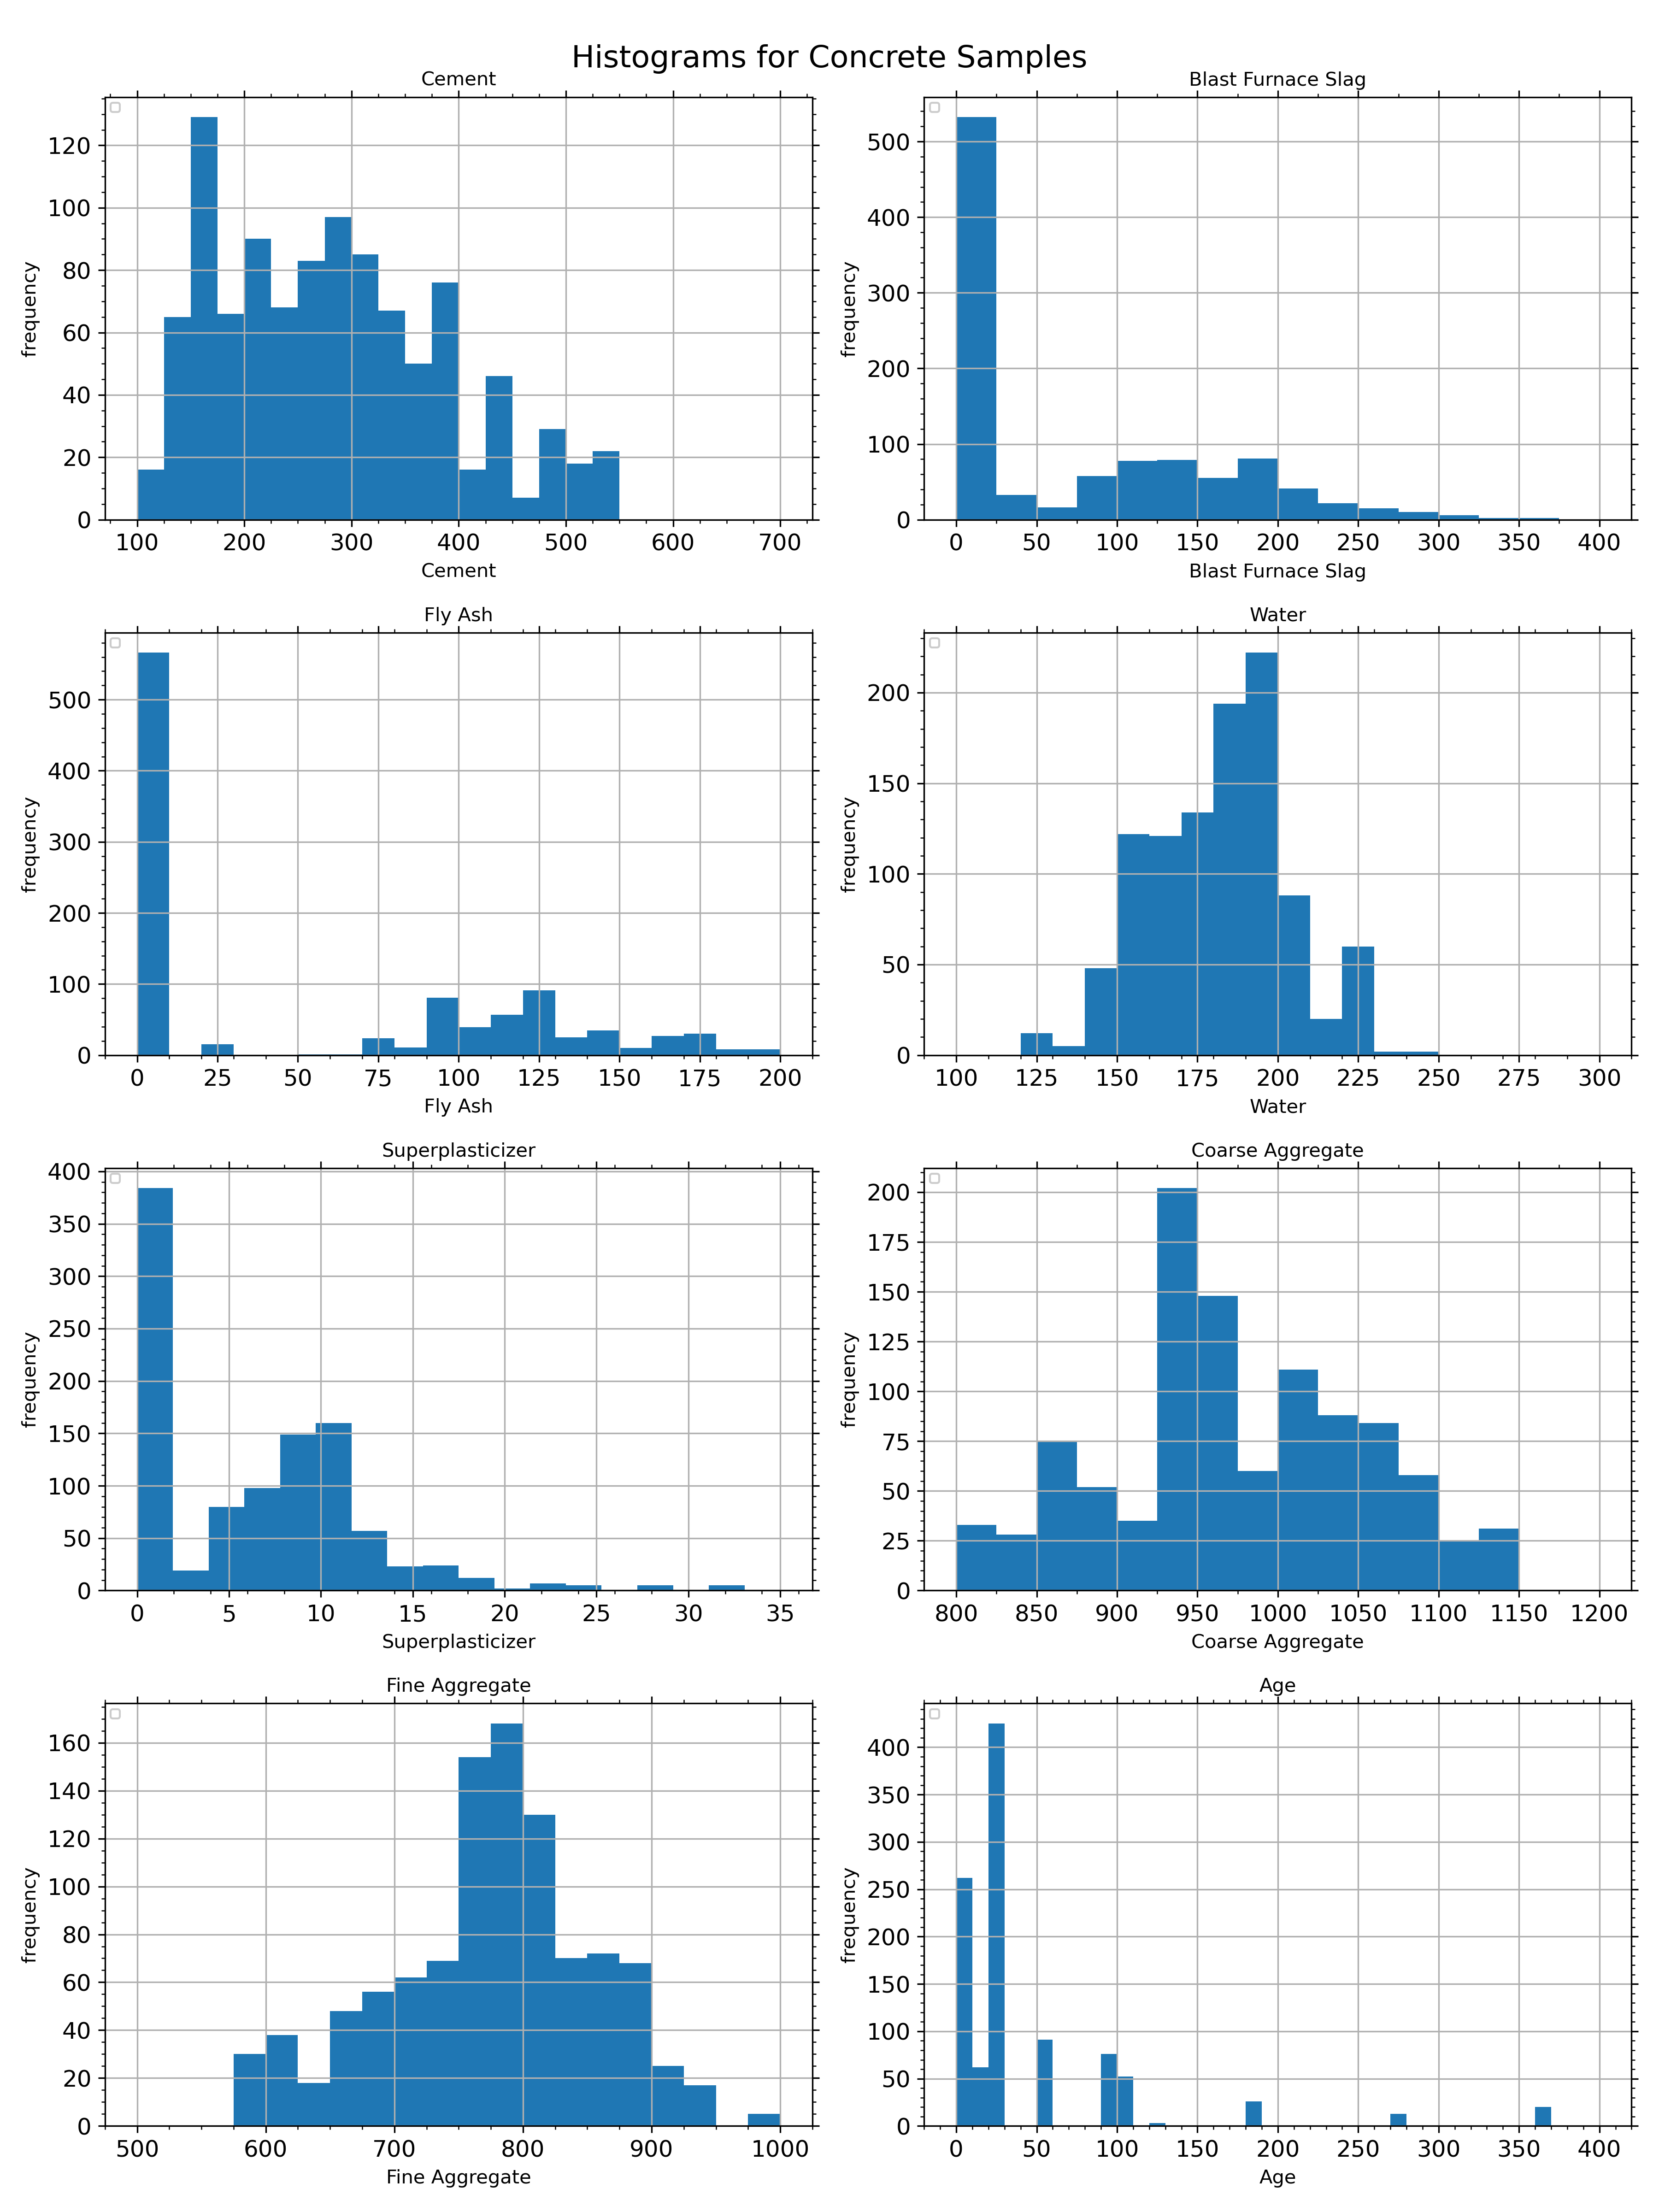 Histograms for Concrete Samples
Cement
frequency
120
100
80
60
40
20
0
100 200 300 400 500 600 700
Cement
Blast Furnace Slag
frequency
500
400
300
200
100
0
0 50 100 150 200 250 300 350 400
Blast Furnace Slag
Fly Ash
frequency
500
400
300
200
100
0
0 25 50 75 100 125 150 175 200
Fly Ash
Water
frequency
200
150
100
50
0
100 125 150 175 200 225 250 275 300
Water
Superplasticizer
frequency
400
350
300
250
200
150
100
50
0
0 5 10 15 20 25 30 35
Superplasticizer
Coarse Aggregate
frequency
200
175
150
125
100
75
50
25
0
800 850 900 950 1000 1050 1100 1150 1200
Coarse Aggregate
Fine Aggregate
frequency
160
140
120
100
80
60
40
20
0
500 600 700 800 900 1000
Fine Aggregate
Age
frequency
400
350
300
250
200
150
100
50
0
0 50 100 150 200 250 300 350 400
Age